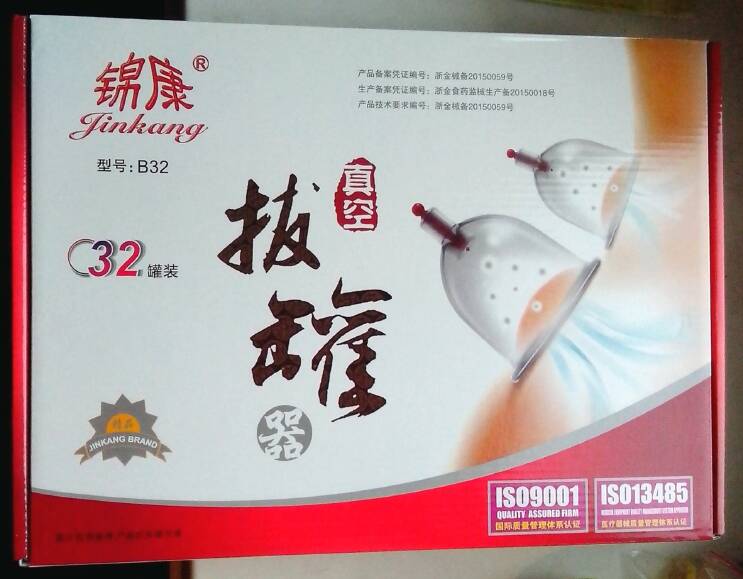 锦康®
Jinkang
型号:B32
32罐装
产品备案凭证编号：浙金械备20150059号
生产备案凭证编号：浙金食药监械生产备20150018号
产品技术要求编号：浙金械备20150059号
真空
拔罐
器
精品
JINKANG BRAND
ISO9001
QUALITY ASSURED FIRM
国际质量管理体系认证
ISO13485
医疗器械质量管理体系认证